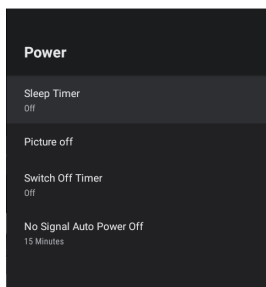 Power
Sleep Timer
Off
Picture off
Switch Off Timer
Off
No Signal Auto Power Off
15 Minutes